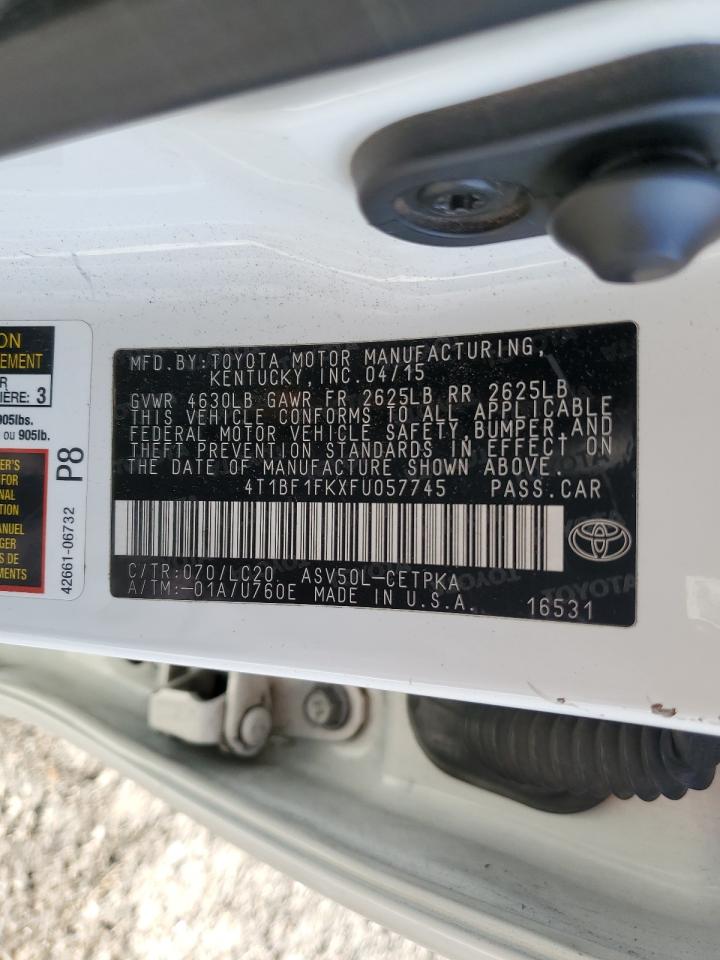 MFD.BY:TOYOTA MOTOR MANUFACTURING,
KENTUCKY, INC. 04/15
GVWR 4630LB GAWR FR 2625LB RR 2625LB
THIS VEHICLE CONFORMS TO ALL APPLICABLE
FEDERAL MOTOR VEHICLE SAFETY, BUMPER, AND
THEFT PREVENTION STANDARDS IN EFFECT ON
THE DATE OF MANUFACTURE SHOWN ABOVE.
4T1BF1FKXFU057745 PASS.CAR
C/TR:070/LC20 ASV50L-CETPKA
A/TM:-01A/U760E MADE IN U.S.A. 16531
3
905lbs.
ou 905lb.
P8
42661-06732